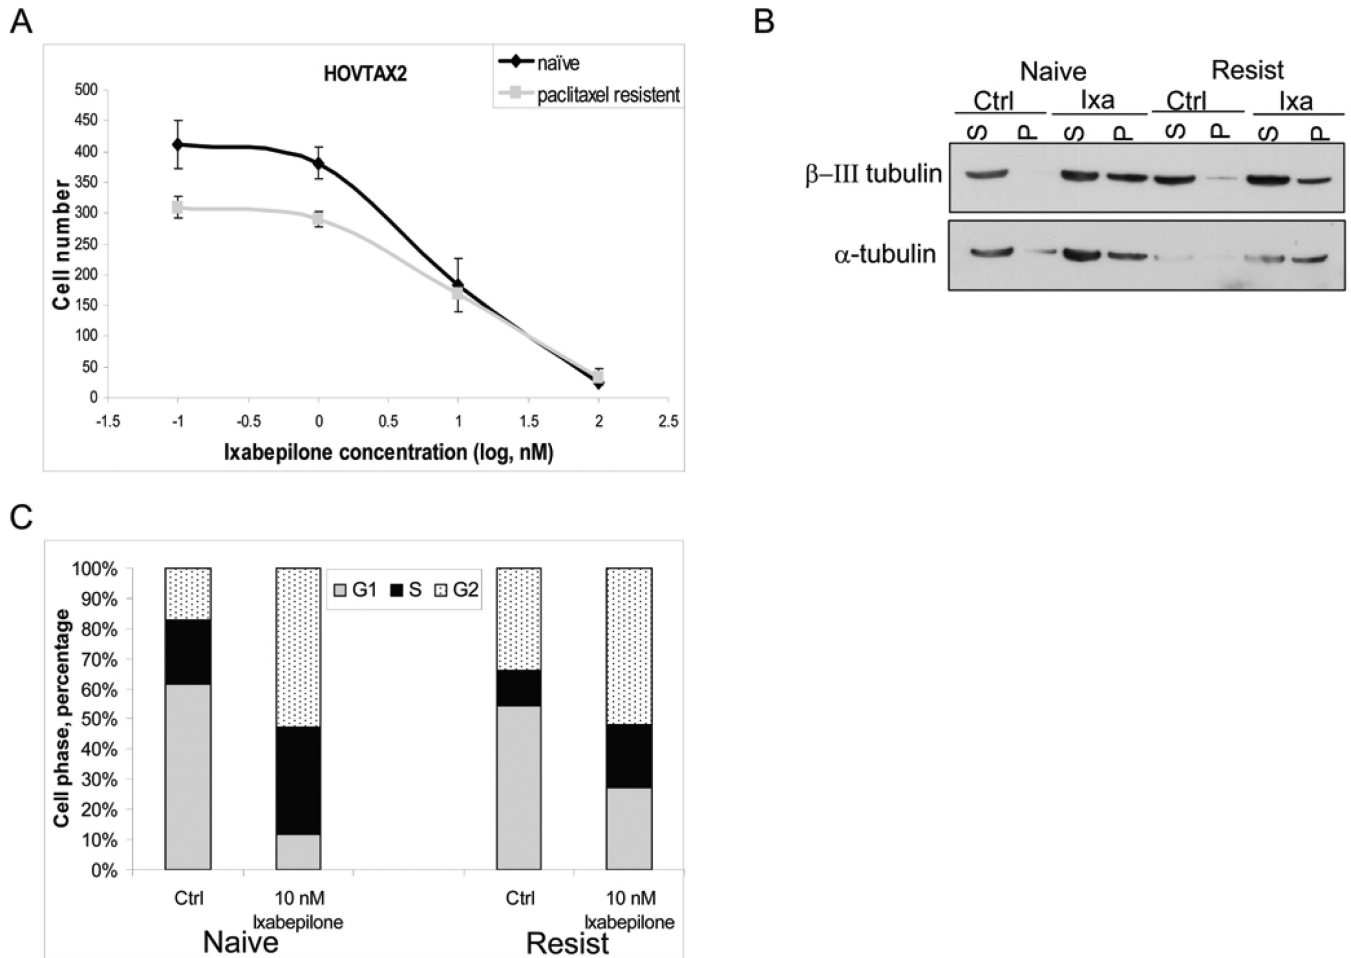 A
HOVTAX2
naïve
paclitaxel resistent
500
450
400
350
300
250
200
150
100
50
0
Cell number
-1.5 -1 -0.5 0 0.5 1 1.5 2 2.5
Ixabepilone concentration (log, nM)
B
Naive Resist
Ctrl Ixa Ctrl Ixa
S P S P S P S P
β-III tubulin
α-tubulin
C
G1 S G2
100%
90%
80%
70%
60%
50%
40%
30%
20%
10%
0%
Cell phase, percentage
Ctrl 10 nM Ctrl 10 nM
Ixabepilone Ixabepilone
Naive Resist